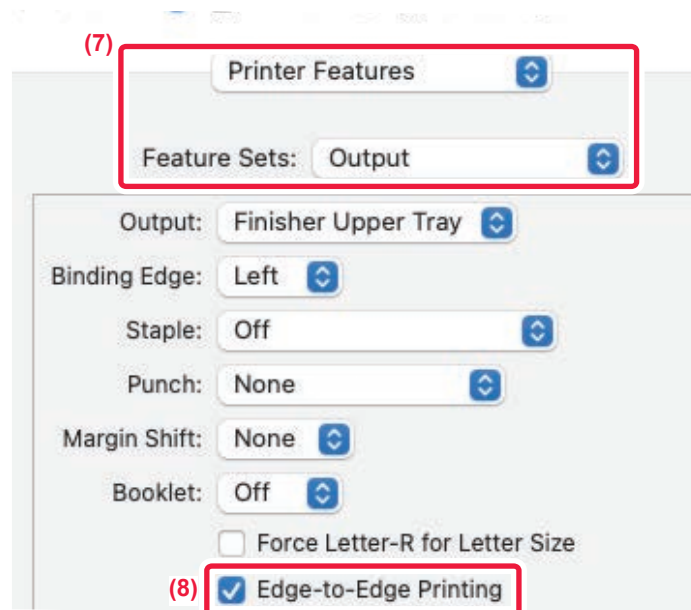 (7)
Printer Features
Feature Sets: Output
Output: Finisher Upper Tray
Binding Edge: Left
Staple: Off
Punch: None
Margin Shift: None
Booklet: Off
Force Letter-R for Letter Size
(8) Edge-to-Edge Printing